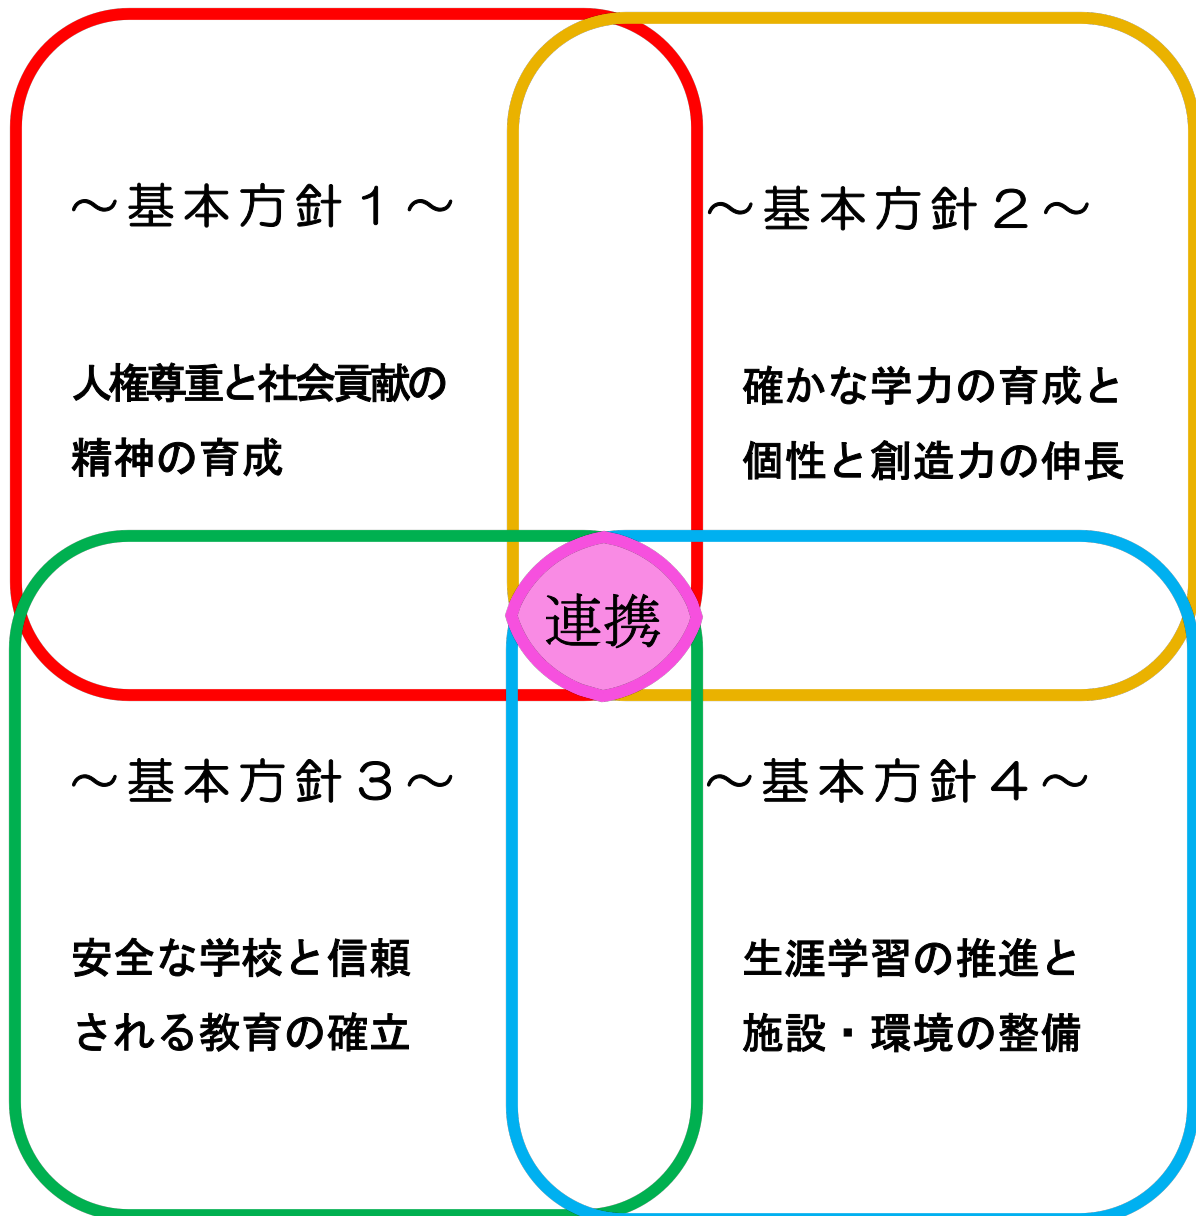 ～基本方針１～
人権尊重と社会貢献の
精神の育成
～基本方針２～
確かな学力の育成と
個性と創造力の伸長
連携
～基本方針３～
安全な学校と信頼
される教育の確立
～基本方針４～
生涯学習の推進と
施設・環境の整備